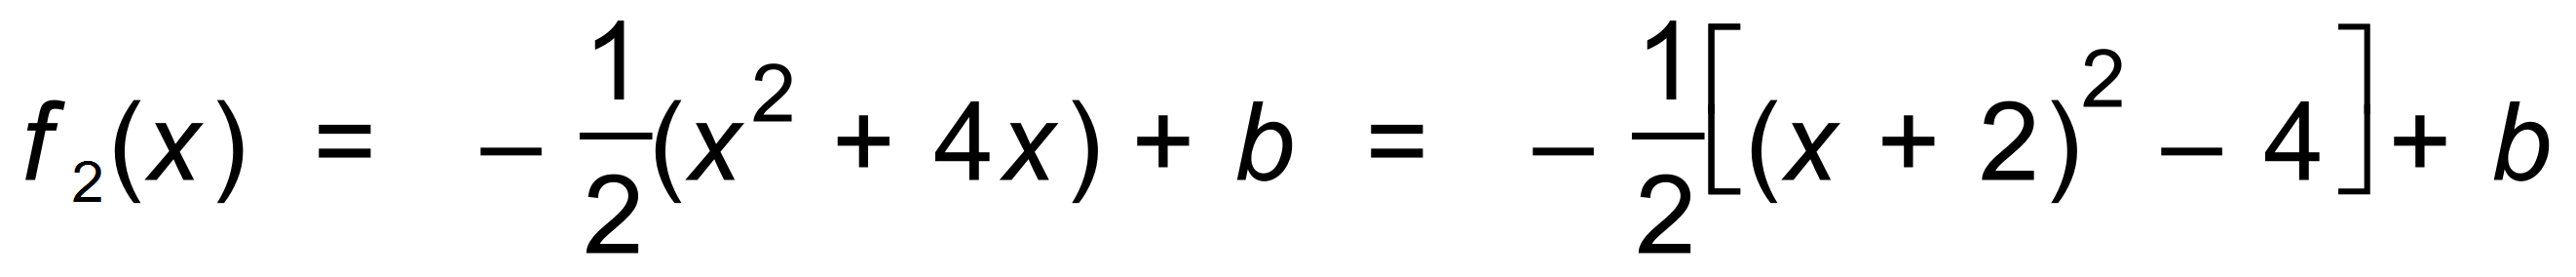 f₂(x) = – 1/2(x² + 4x) + b = – 1/2[(x + 2)² – 4] + b